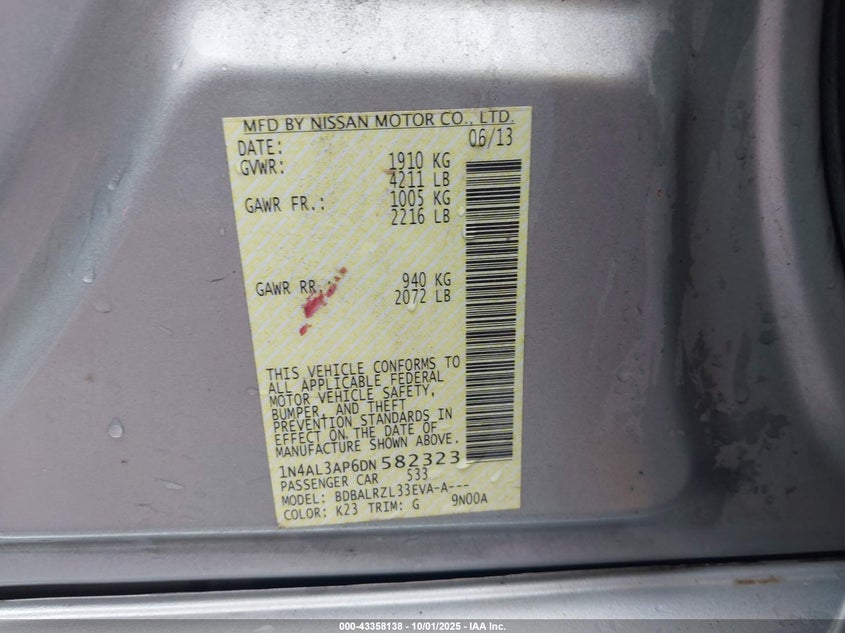 MFD BY NISSAN MOTOR CO., LTD.
DATE: 06/13
GVWR: 1910 KG
4211 LB
GAWR FR.: 1005 KG
2216 LB
GAWR RR.: 940 KG
2072 LB
THIS VEHICLE CONFORMS TO
ALL APPLICABLE FEDERAL
MOTOR VEHICLE SAFETY,
BUMPER, AND THEFT
PREVENTION STANDARDS IN
EFFECT ON THE DATE OF
MANUFACTURE SHOWN ABOVE.
1N4AL3AP6DN582323
PASSENGER CAR 533
MODEL: BDBALRZL33EVA-A---
COLOR: K23 TRIM: G 9N00A
000-43358138 - 10/01/2025 - IAA Inc.